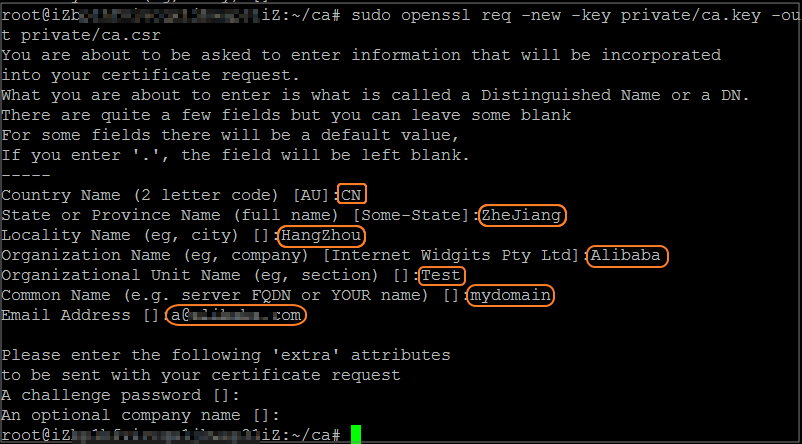 root@iZb iZ:~/ca# sudo openssl req -new -key private/ca.key -ou
t private/ca.csr
You are about to be asked to enter information that will be incorporated
into your certificate request.
What you are about to enter is what is called a Distinguished Name or a DN.
There are quite a few fields but you can leave some blank
For some fields there will be a default value,
If you enter '.', the field will be left blank.
-----
Country Name (2 letter code) [AU]:CN
State or Province Name (full name) [Some-State]:ZheJiang
Locality Name (eg, city) []:HangZhou
Organization Name (eg, company) [Internet Widgits Pty Ltd]:Alibaba
Organizational Unit Name (eg, section) []:Test
Common Name (e.g. server FQDN or YOUR name) []:mydomain
Email Address []:a@ .com
Please enter the following 'extra' attributes
to be sent with your certificate request
A challenge password []:
An optional company name []:
root@iZ iZ:~/ca#